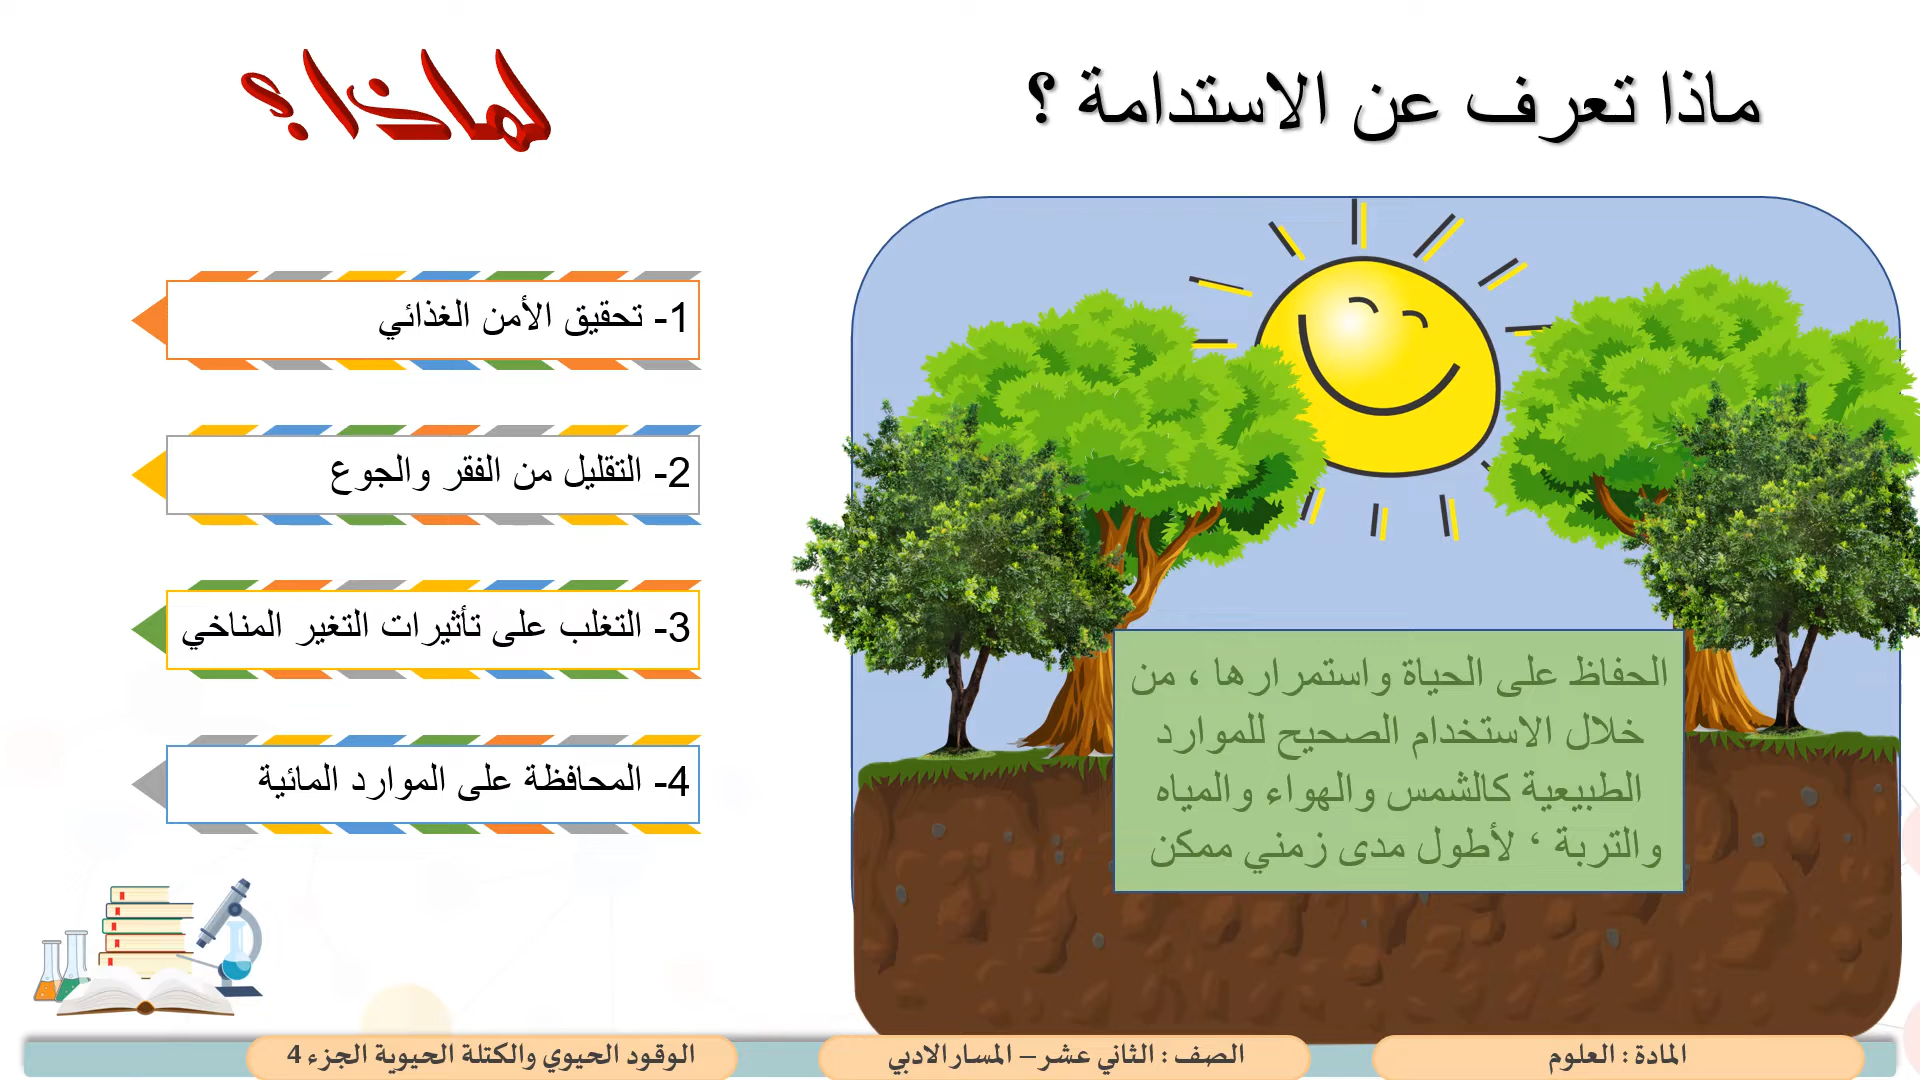 ماذا تعرف عن الاستدامة ؟
الحفاظ على الحياة واستمرارها ، من
خلال الاستخدام الصحيح للموارد
الطبيعية كالشمس والهواء والمياه
والتربة ، لأطول مدى زمني ممكن
لماذا؟
1- تحقيق الأمن الغذائي
2- التقليل من الفقر والجوع
3- التغلب على تأثيرات التغير المناخي
4- المحافظة على الموارد المائية
المادة : العلوم
الصف : الثاني عشر– المسار الادبي
الوقود الحيوي والكتلة الحيوية الجزء 4